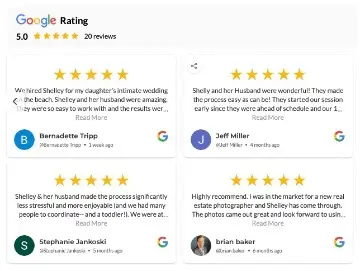 Google Rating
5.0 20 reviews
We hired Shelley for my daughter's intimate wedding
on the beach. Shelley and her husband were amazing.
They were so easy to work with and the results wer...
Read More
Bernadette Tripp
@Bernadette Tripp • 1 week ago
Shelly and her Husband were wonderful! They made
the process easy as can be! They started our session
early since they were ahead of schedule and our 1...
Read More
Jeff Miller
@Jeff Miller • 4 months ago
Shelley & her husband made the process significantly
less stressful and more enjoyable (and we had many
people to coordinate-- and a toddler!). We were at...
Read More
Stephanie Jankoski
@Stephanie Jankoski • 5 months ago
Highly recommend. I was in the market for a new real
estate photographer and Shelley has come through.
The photos came out great and look forward to usin...
Read More
brian baker
@brian baker • 6 months ago